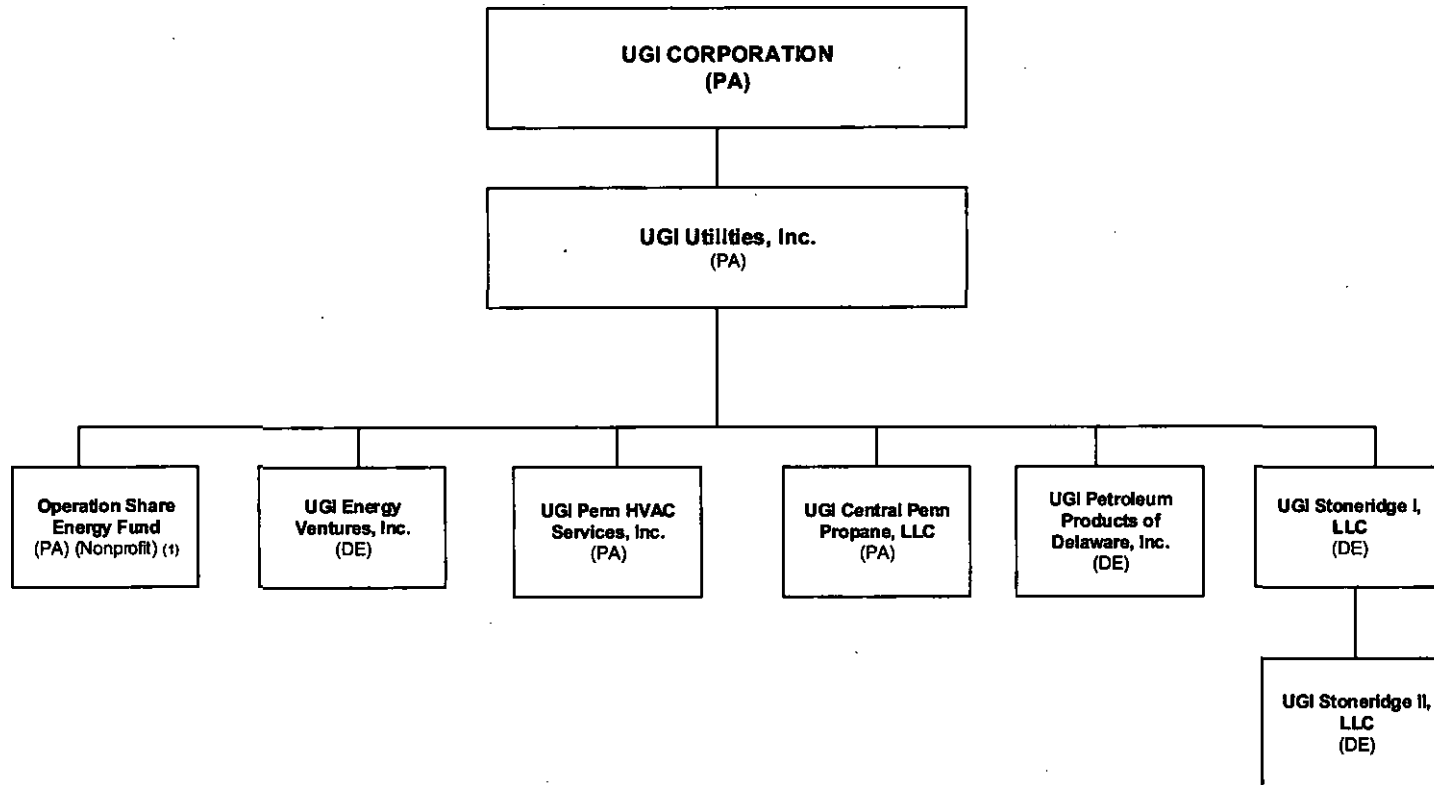 UGI CORPORATION
(PA)
UGI Utilities, Inc.
(PA)
Operation Share
Energy Fund
(PA) (Nonprofit) (1)
UGI Energy
Ventures, Inc.
(DE)
UGI Penn HVAC
Services, Inc.
(PA)
UGI Central Penn
Propane, LLC
(PA)
UGI Petroleum
Products of
Delaware, Inc.
(DE)
UGI Stoneridge I,
LLC
(DE)
UGI Stoneridge II,
LLC
(DE)